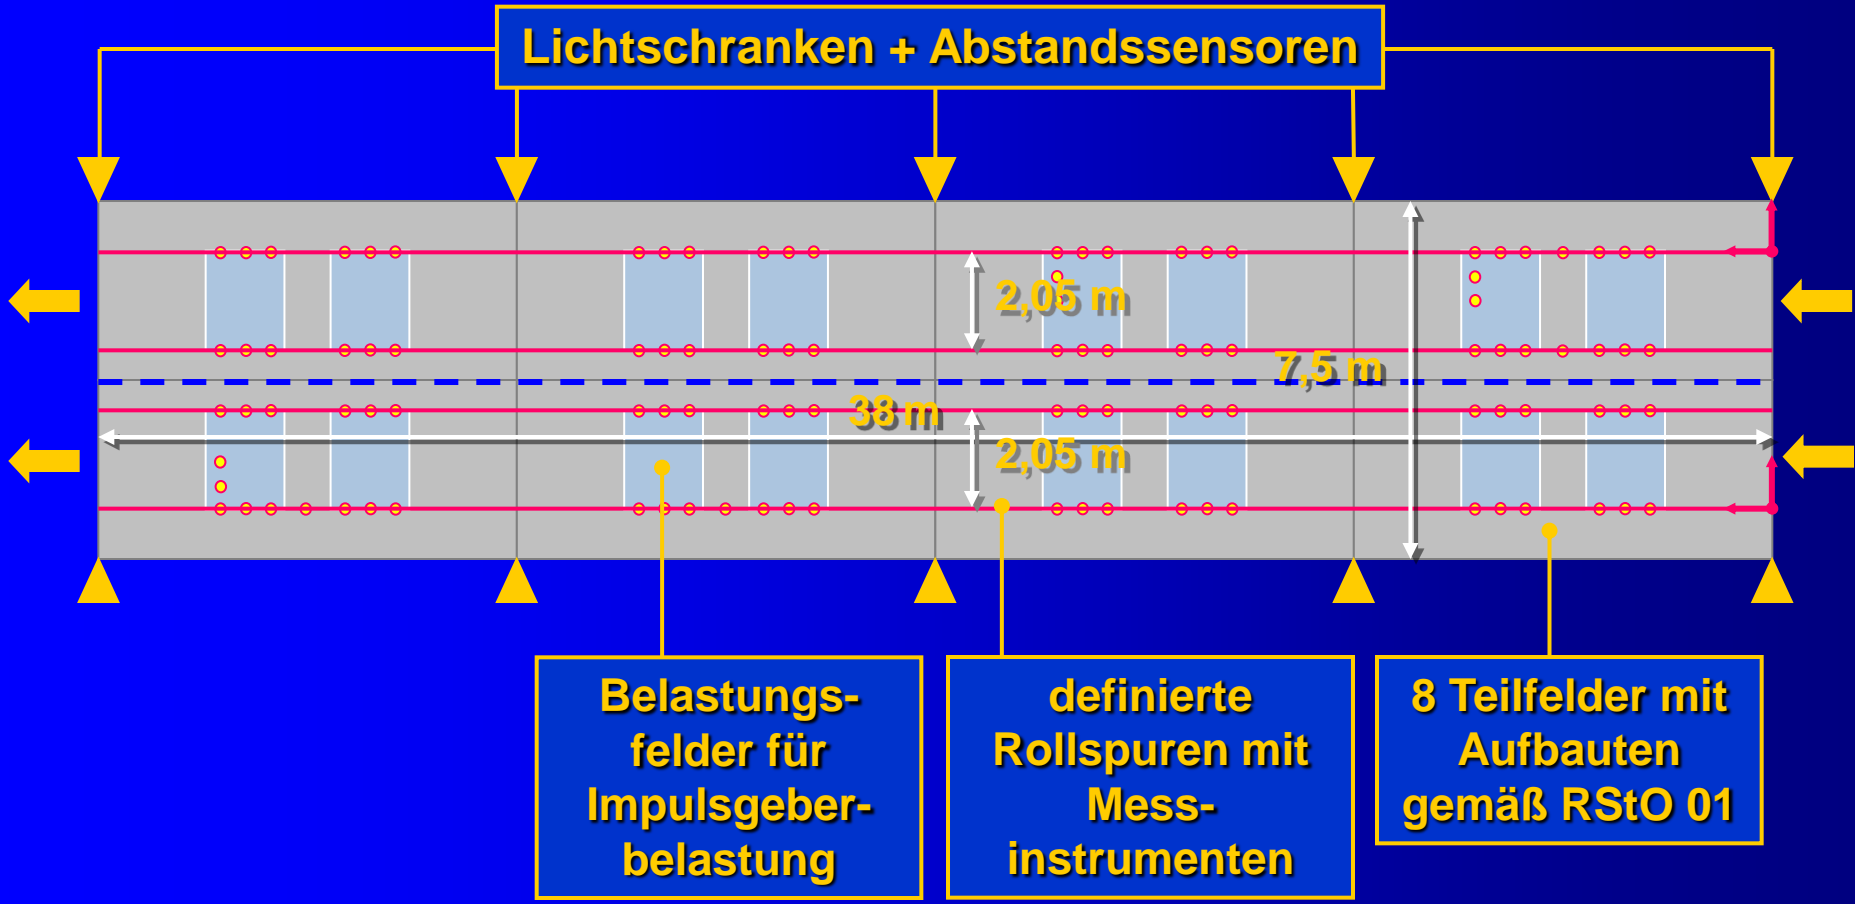 Lichtschranken + Abstandssensoren
2,05 m
7,5 m
38 m
2,05 m
Belastungs-
felder für
Impulsgeber-
belastung
definierte
Rollspuren mit
Mess-
instrumenten
8 Teilfelder mit
Aufbauten
gemäß RStO 01